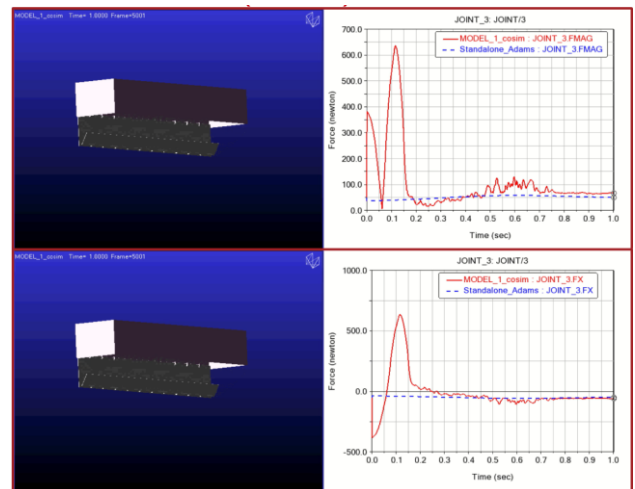 MODEL_1_cosim Time= 1.0000 Frame=5001
JOINT_3: JOINT/3
MODEL_1_cosim : JOINT_3.FMAG
Standalone_Adams : JOINT_3.FMAG
Force (newton)
700.0
600.0
500.0
400.0
300.0
200.0
100.0
0.0
0.0 0.1 0.2 0.3 0.4 0.5 0.6 0.7 0.8 0.9 1.0
Time (sec)
MODEL_1_cosim Time= 1.0000 Frame=5001
JOINT_3: JOINT/3
MODEL_1_cosim : JOINT_3.FX
Standalone_Adams : JOINT_3.FX
Force (newton)
1000.0
500.0
0.0
-500.0
0.0 0.1 0.2 0.3 0.4 0.5 0.6 0.7 0.8 0.9 1.0
Time (sec)